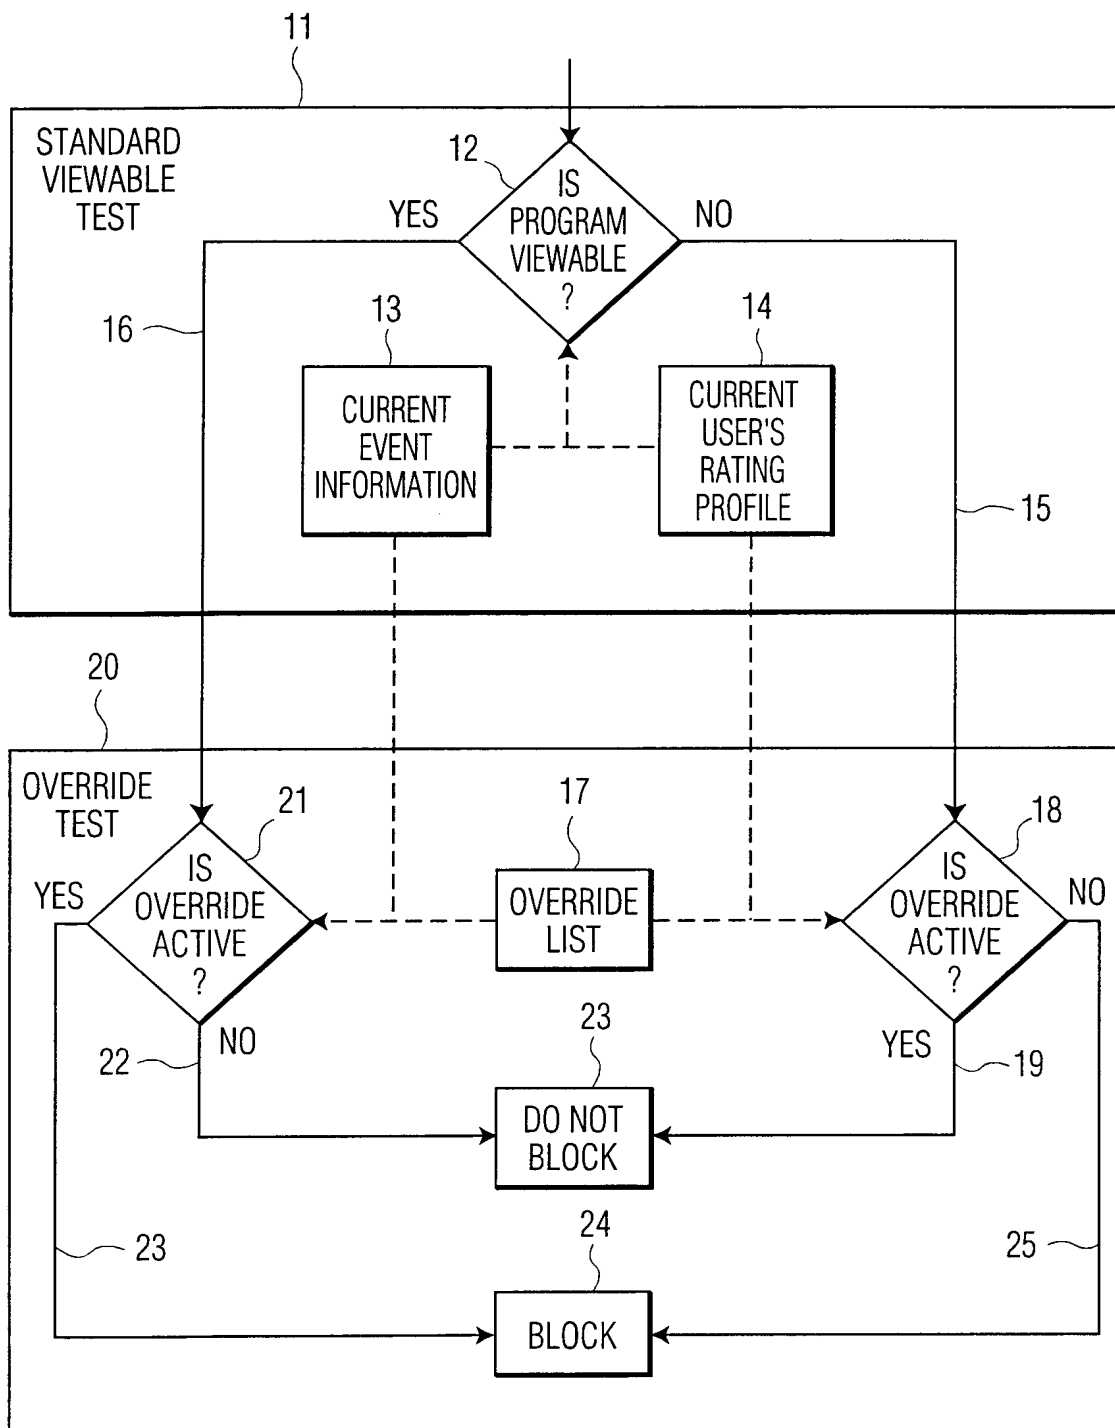 11
STANDARD
VIEWABLE
TEST
12
IS
PROGRAM
VIEWABLE
?
YES
NO
16
13
14
CURRENT
EVENT
INFORMATION
CURRENT
USER'S
RATING
PROFILE
15
20
OVERRIDE
TEST
21
17
18
YES
IS
OVERRIDE
ACTIVE
?
OVERRIDE
LIST
IS
OVERRIDE
ACTIVE
?
NO
22
NO
23
YES
19
DO NOT
BLOCK
23
24
25
BLOCK